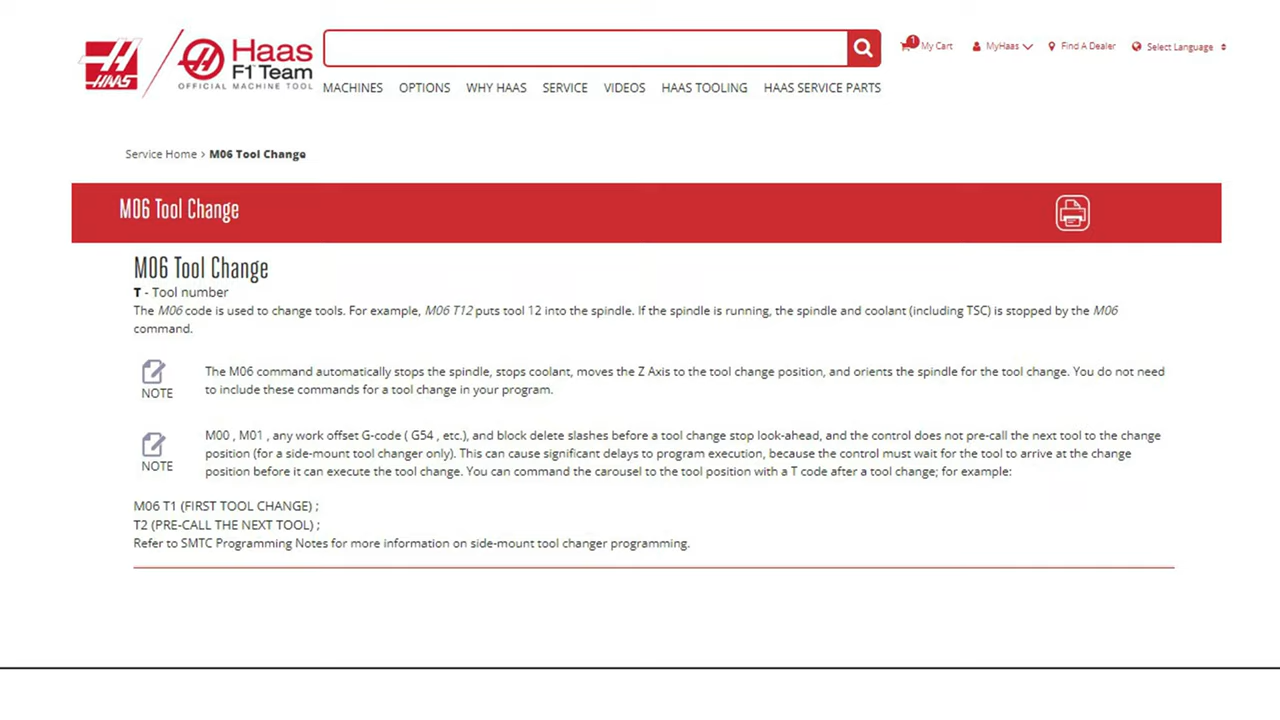 HAAS
Haas
F1 Team
OFFICIAL MACHINE TOOL
1
My Cart
MyHaas
Find A Dealer
Select Language
MACHINES OPTIONS WHY HAAS SERVICE VIDEOS HAAS TOOLING HAAS SERVICE PARTS
Service Home > M06 Tool Change
M06 Tool Change
M06 Tool Change
T - Tool number
The M06 code is used to change tools. For example, M06 T12 puts tool 12 into the spindle. If the spindle is running, the spindle and coolant (including TSC) is stopped by the M06
command.
NOTE
The M06 command automatically stops the spindle, stops coolant, moves the Z Axis to the tool change position, and orients the spindle for the tool change. You do not need
to include these commands for a tool change in your program.
NOTE
M00 , M01 , any work offset G-code ( G54 , etc.), and block delete slashes before a tool change stop look-ahead, and the control does not pre-call the next tool to the change
position (for a side-mount tool changer only). This can cause significant delays to program execution, because the control must wait for the tool to arrive at the change
position before it can execute the tool change. You can command the carousel to the tool position with a T code after a tool change; for example:
M06 T1 (FIRST TOOL CHANGE) ;
T2 (PRE-CALL THE NEXT TOOL) ;
Refer to SMTC Programming Notes for more information on side-mount tool changer programming.